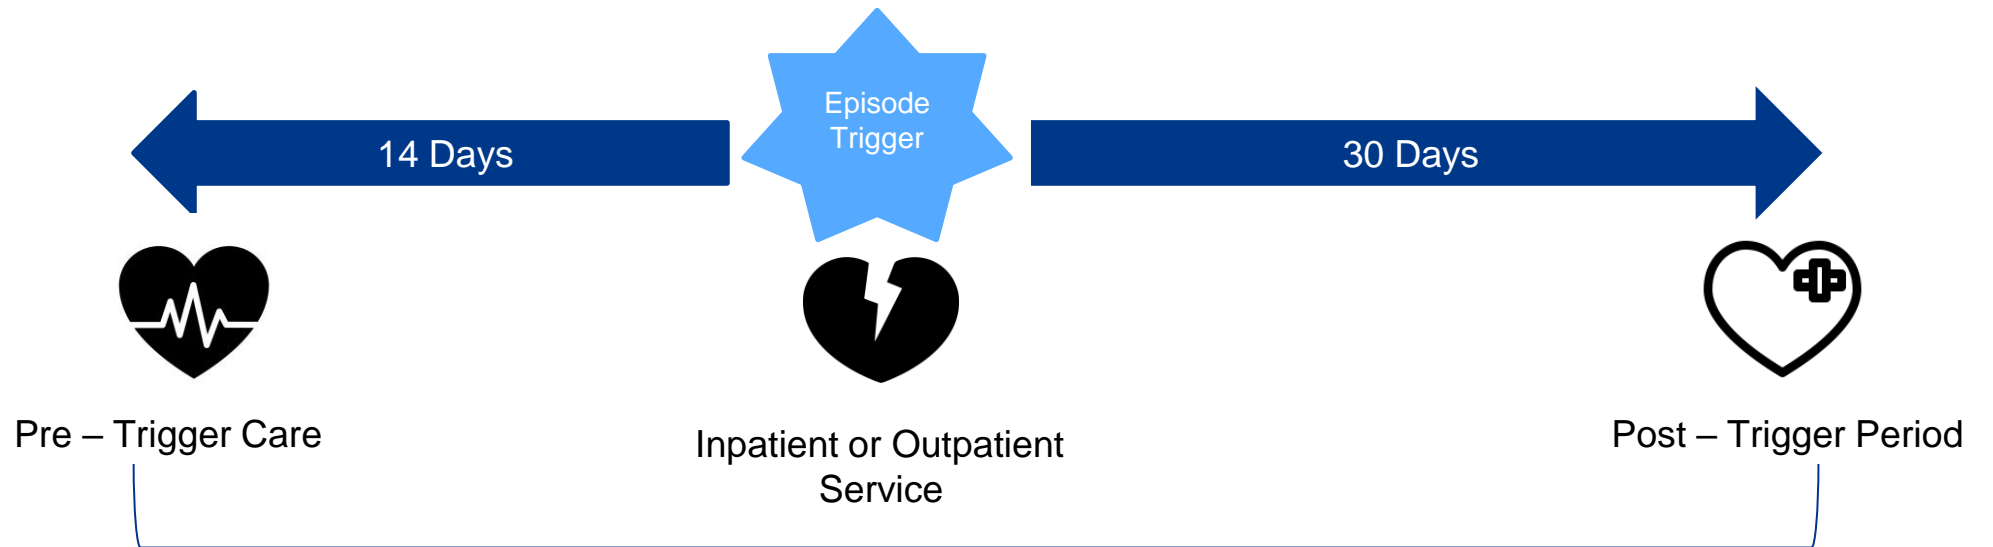 Episode
Trigger
14 Days
30 Days
Pre – Trigger Care
Inpatient or Outpatient
Service
Post – Trigger Period